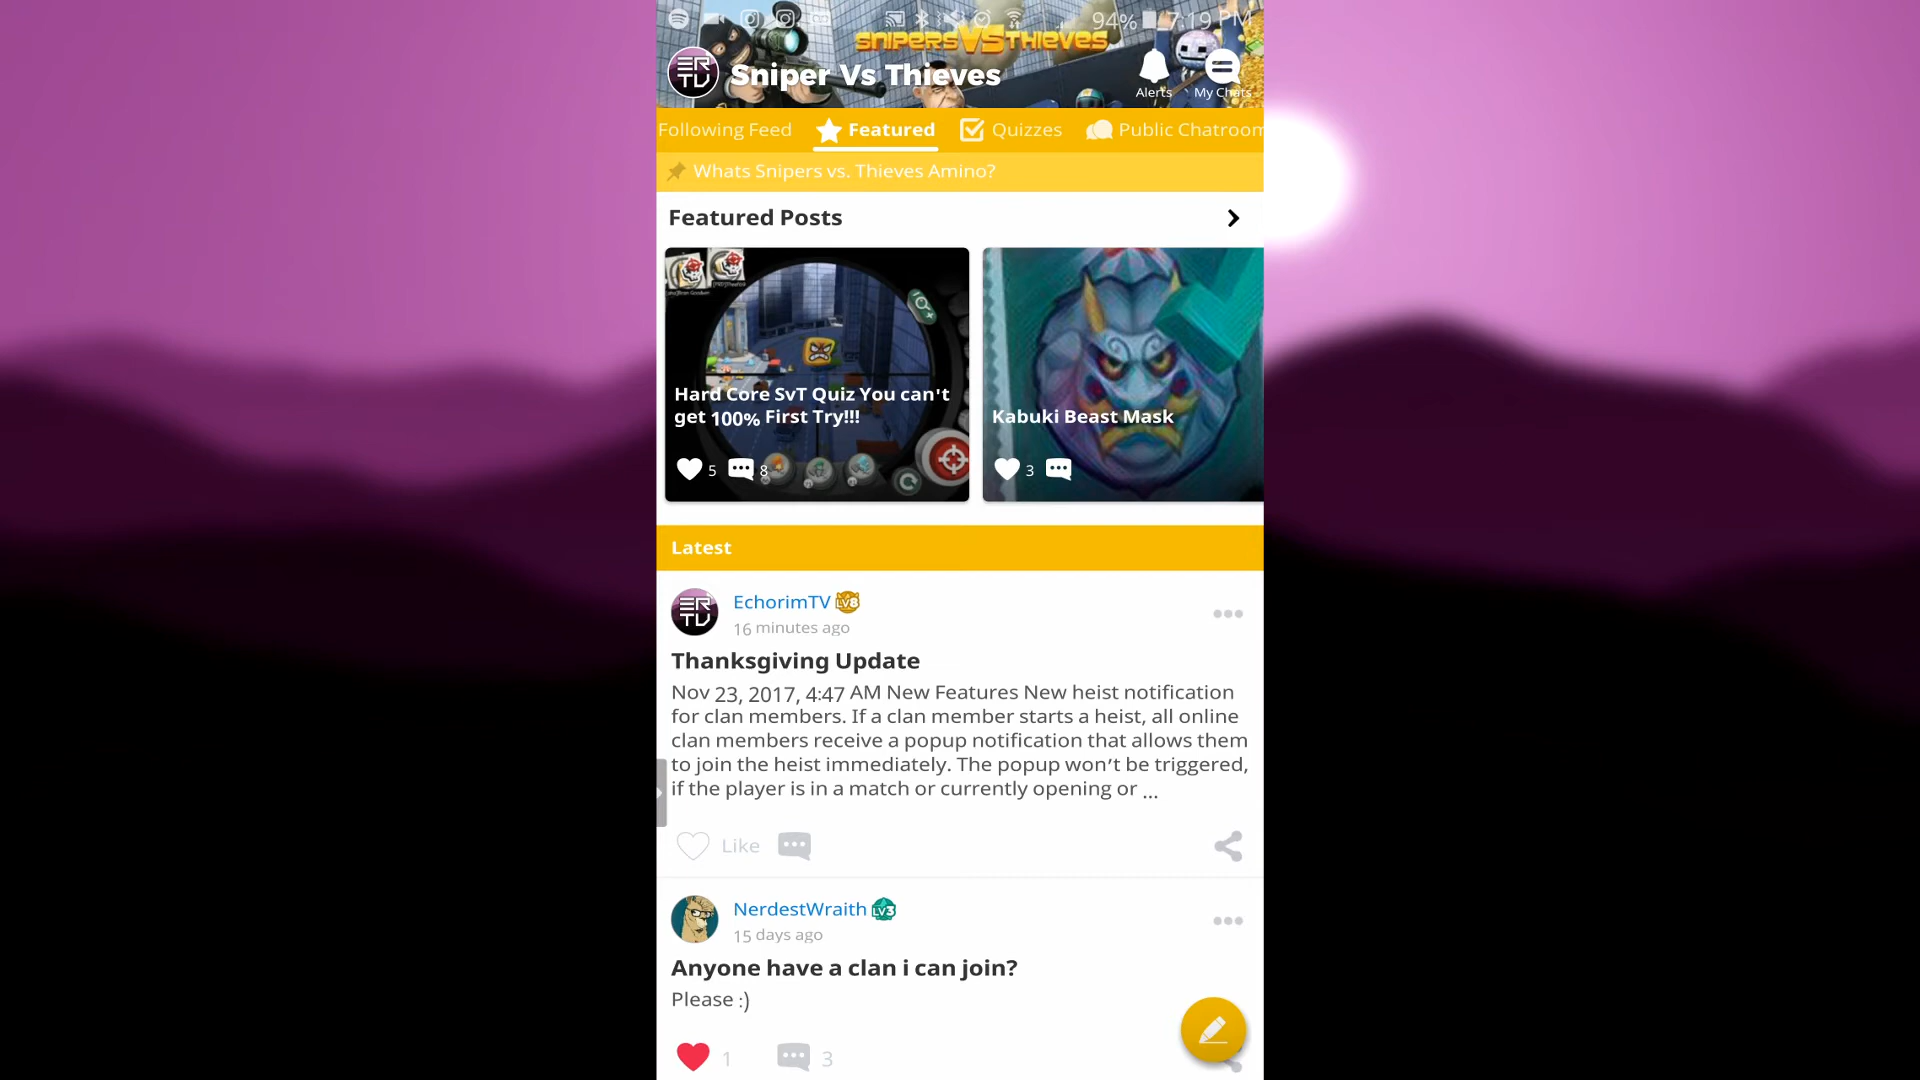 94% 7:19 PM
SNIPERS VS THIEVES
ERTV Sniper Vs Thieves
Alerts My Chats
Following Feed Featured Quizzes Public Chatroom
Whats Snipers vs. Thieves Amino?
Featured Posts
Hard Core SvT Quiz You can't
get 100% First Try!!!
5 8
Kabuki Beast Mask
3
Latest
ERTV EchorimTV LV8
16 minutes ago
Thanksgiving Update
Nov 23, 2017, 4:47 AM New Features New heist notification
for clan members. If a clan member starts a heist, all online
clan members receive a popup notification that allows them
to join the heist immediately. The popup won't be triggered,
if the player is in a match or currently opening or ...
Like
NerdestWraith LV3
15 days ago
Anyone have a clan i can join?
Please :)
1 3